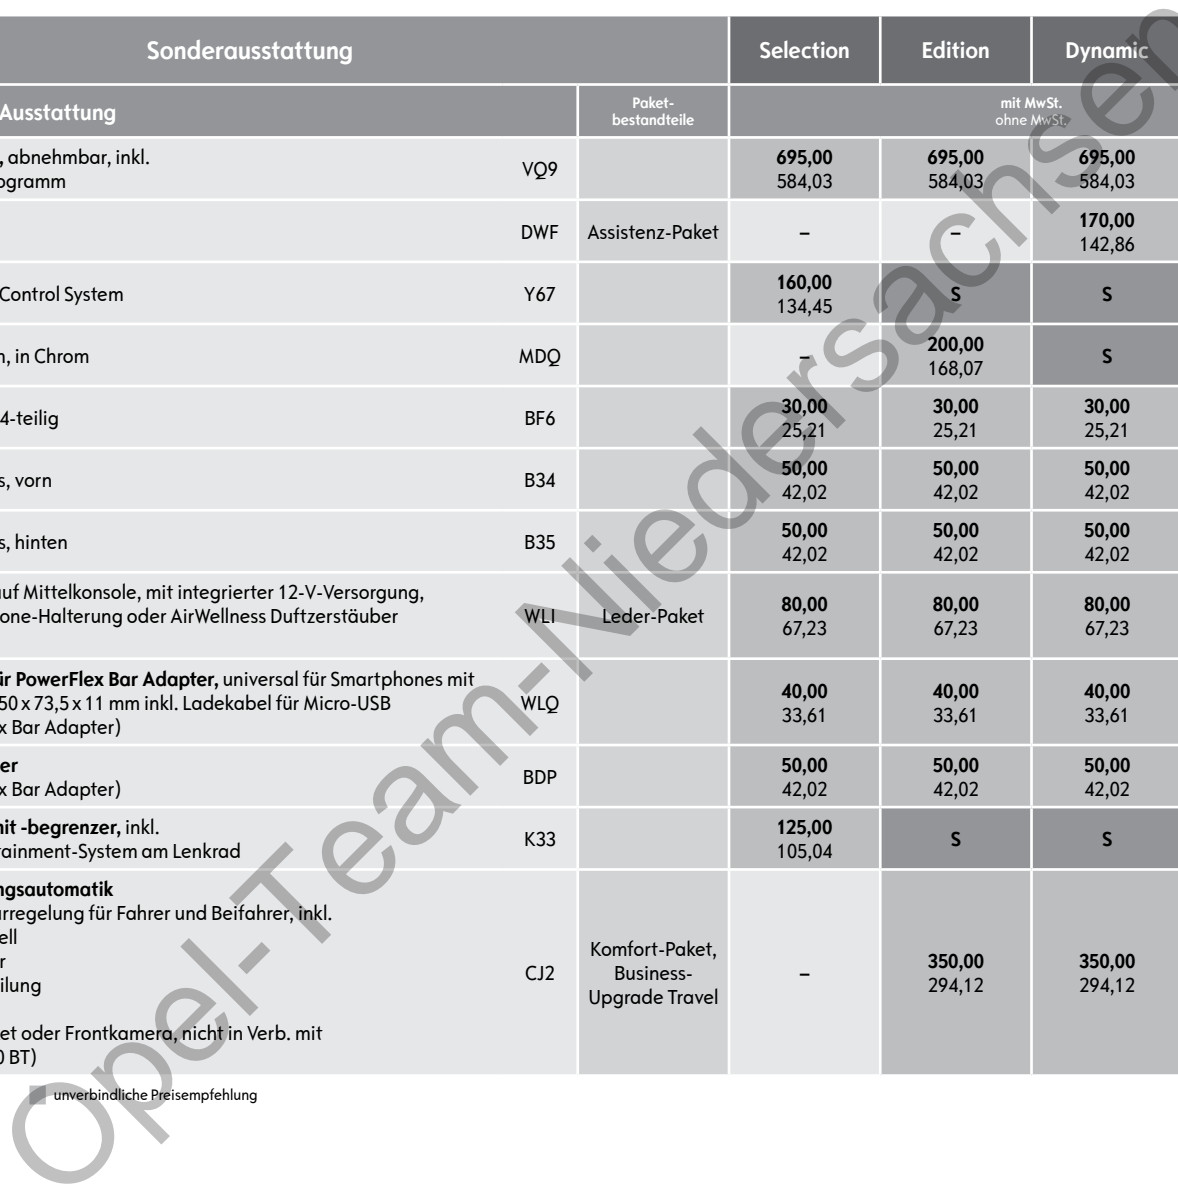 Sonderausstattung Selection Edition Dynamic
Ausstattung Paket-bestandteile mit MwSt. ohne MwSt.
, abnehmbar, inkl.
ogramm VQ9 695,00 584,03 695,00 584,03 695,00 584,03
DWF Assistenz-Paket – – 170,00 142,86
Control System Y67 160,00 134,45 S S
n, in Chrom MDQ – 200,00 168,07 S
4-teilig BF6 30,00 25,21 30,00 25,21 30,00 25,21
s, vorn B34 50,00 42,02 50,00 42,02 50,00 42,02
s, hinten B35 50,00 42,02 50,00 42,02 50,00 42,02
uf Mittelkonsole, mit integrierter 12-V-Versorgung,
one-Halterung oder AirWellness Duftzerstäuber WLI Leder-Paket 80,00 67,23 80,00 67,23 80,00 67,23
ür PowerFlex Bar Adapter, universal für Smartphones mit
50 x 73,5 x 11 mm inkl. Ladekabel für Micro-USB WLQ 40,00 33,61 40,00 33,61 40,00 33,61
x Bar Adapter)
er
x Bar Adapter) BDP 50,00 42,02 50,00 42,02 50,00 42,02
it -begrenzer, inkl.
rainment-System am Lenkrad K33 125,00 105,04 S S
ngsautomatik
rregelung für Fahrer und Beifahrer, inkl.
ell
r
ilung CJ2 Komfort-Paket, Business-Upgrade Travel – 350,00 294,12 350,00 294,12
et oder Frontkamera, nicht in Verb. mit
0 BT)
unverbindliche Preisempfehlung
Opel-Team-Niedersachsen